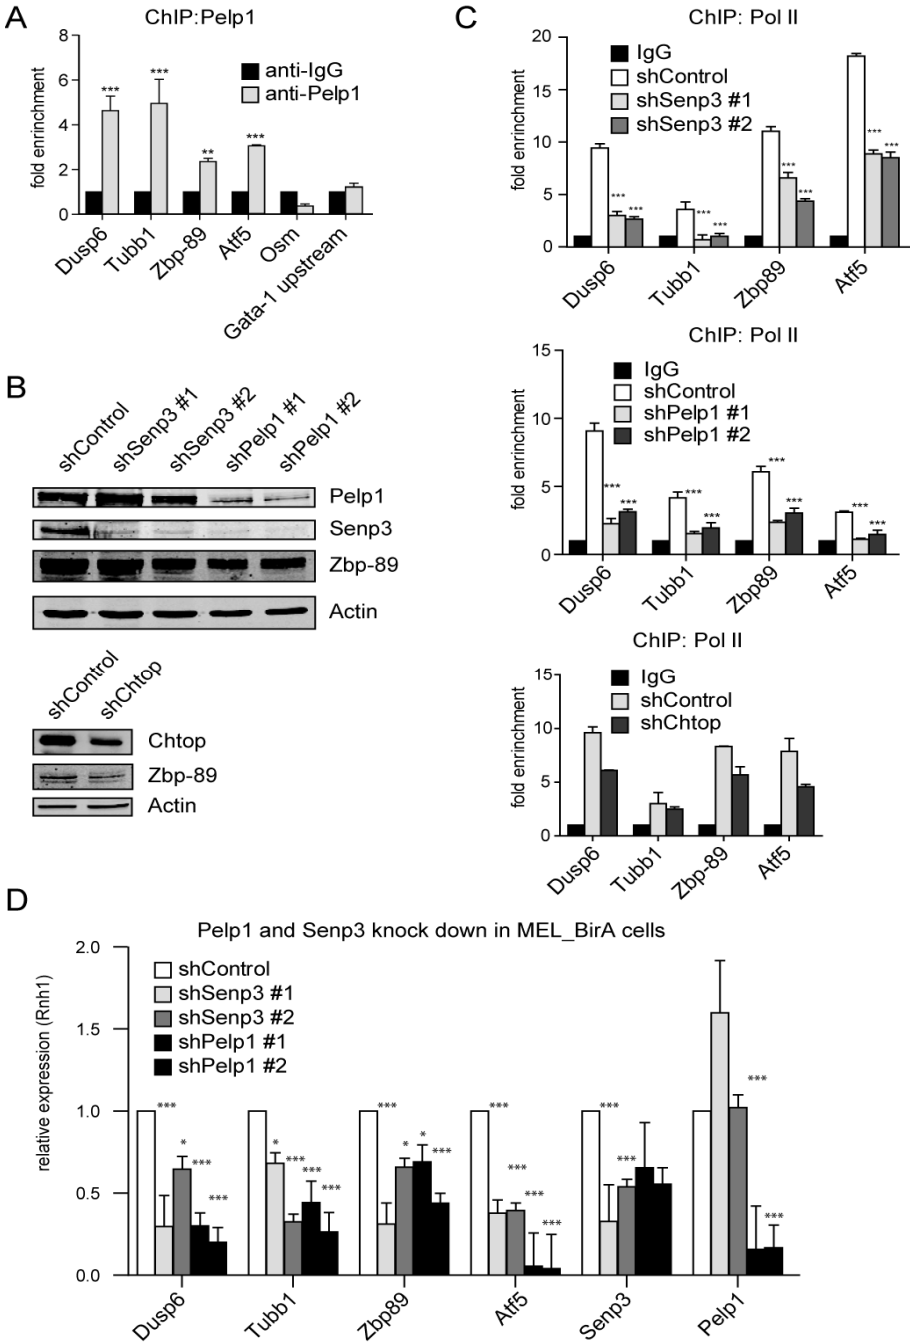 A
ChIP:Pelp1
8
6
4
2
0
fold enrinchment
anti-IgG
anti-Pelp1
***
***
**
***
Dusp6
Tubb1
Zbp-89
Atf5
Osm
Gata-1 upstream
B
shControl
shSenp3 #1
shSenp3 #2
shPelp1 #1
shPelp1 #2
Pelp1
Senp3
Zbp-89
Actin
shControl
shChtop
Chtop
Zbp-89
Actin
C
ChIP: Pol II
20
15
10
5
0
fold enrinchment
IgG
shControl
shSenp3 #1
shSenp3 #2
***
***
***
***
***
***
***
***
Dusp6
Tubb1
Zbp89
Atf5
ChIP: Pol II
15
10
5
0
fold enrinchment
IgG
shControl
shPelp1 #1
shPelp1 #2
***
***
***
***
***
***
***
***
Dusp6
Tubb1
Zbp89
Atf5
ChIP: Pol II
15
10
5
0
fold enrinchment
IgG
shControl
shChtop
Dusp6
Tubb1
Zbp-89
Atf5
D
Pelp1 and Senp3 knock down in MEL_BirA cells
2.0
1.5
1.0
0.5
0.0
relative expression (Rnh1)
shControl
shSenp3 #1
shSenp3 #2
shPelp1 #1
shPelp1 #2
***
*
***
***
*
***
***
***
***
*
*
***
***
***
***
***
***
***
***
***
Dusp6
Tubb1
Zbp89
Atf5
Senp3
Pelp1